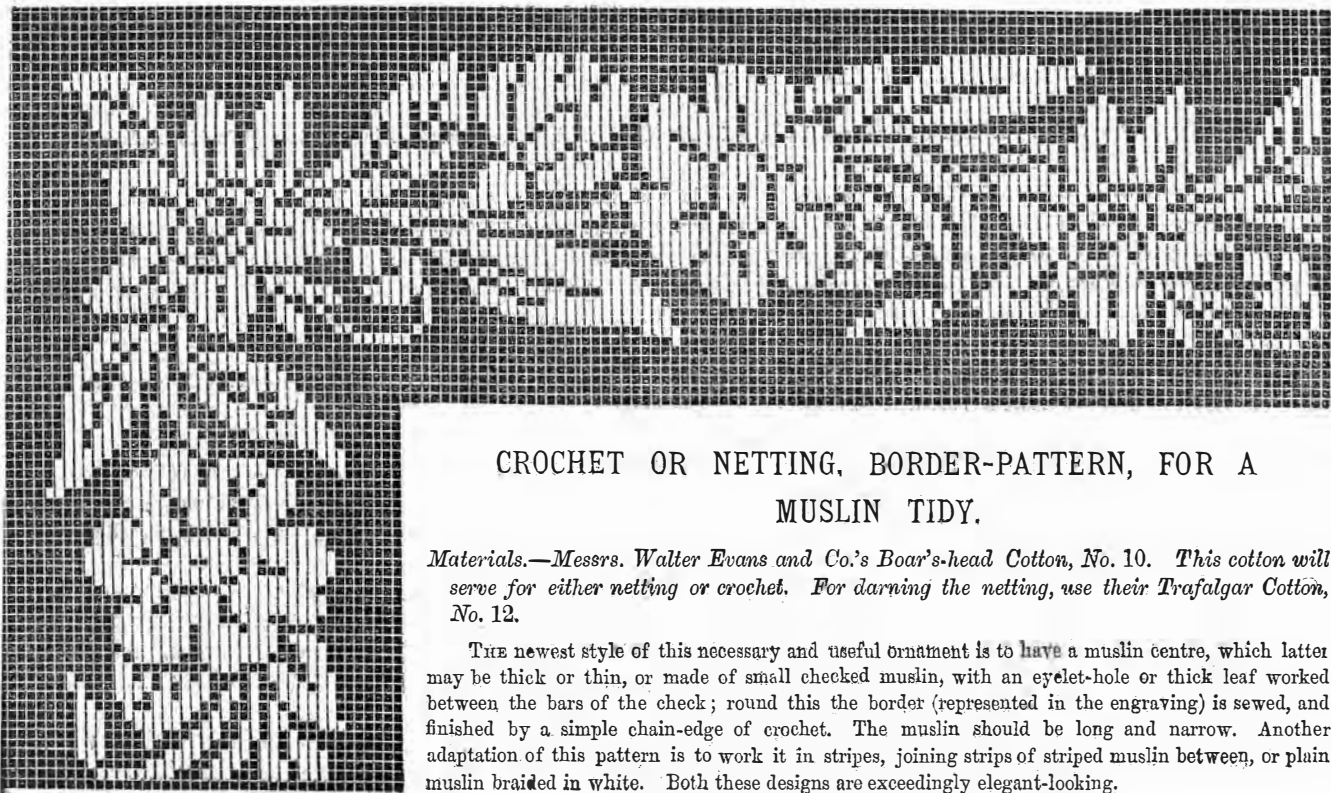 CROCHET OR NETTING, BORDER-PATTERN, FOR A
MUSLIN TIDY.
Materials.—Messrs. Walter Evans and Co.'s Boar's-head Cotton, No. 10. This cotton will
serve for either netting or crochet. For darning the netting, use their Trafalgar Cotton,
No. 12.
THE newest style of this necessary and useful ornament is to have a muslin centre, which latter
may be thick or thin, or made of small checked muslin, with an eyelet-hole or thick leaf worked
between the bars of the check; round this the border (represented in the engraving) is sewed, and
finished by a simple chain-edge of crochet. The muslin should be long and narrow. Another
adaptation of this pattern is to work it in stripes, joining strips of striped muslin between, or plain
muslin braided in white. Both these designs are exceedingly elegant-looking.